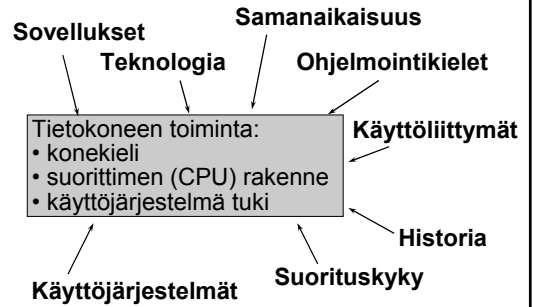 Samanaikaisuus
Sovellukset
Teknologia
Ohjelmointikielet
Tietokoneen toiminta:
• konekieli
• suorittimen (CPU) rakenne
• käyttöjärjestelmä tuki
Käyttöliittymät
Historia
Suorituskyky
Käyttöjärjestelmät